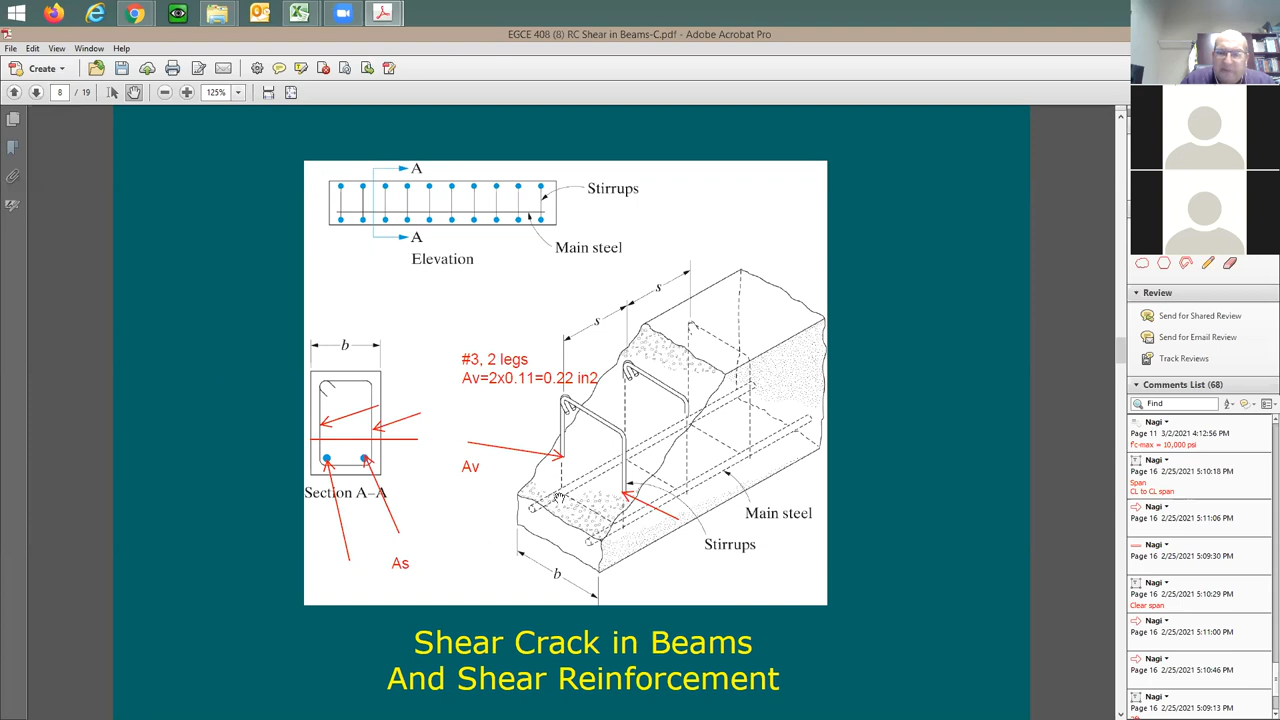 EGCE 408 (8) RC Shear in Beams-C.pdf - Adobe Acrobat Pro
File Edit View Window Help
Create
8 / 19
125%
A
Stirrups
A
Main steel
Elevation
s
s
b
#3, 2 legs
Av=2x0.11=0.22 in2
Av
Section A–A
Main steel
Stirrups
As
b
Shear Crack in Beams
And Shear Reinforcement
Review
Send for Shared Review
Send for Email Review
Track Reviews
Comments List (68)
Find
Nagi
Page 11 3/2/2021 4:12:56 PM
f'c-max = 10,000 psi
Nagi
Page 16 2/25/2021 5:10:18 PM
Span
CL to CL span
Nagi
Page 16 2/25/2021 5:11:06 PM
Nagi
Page 16 2/25/2021 5:09:30 PM
Nagi
Page 16 2/25/2021 5:10:29 PM
Clear span
Nagi
Page 16 2/25/2021 5:11:00 PM
Nagi
Page 16 2/25/2021 5:10:46 PM
Nagi
Page 16 2/25/2021 5:09:13 PM